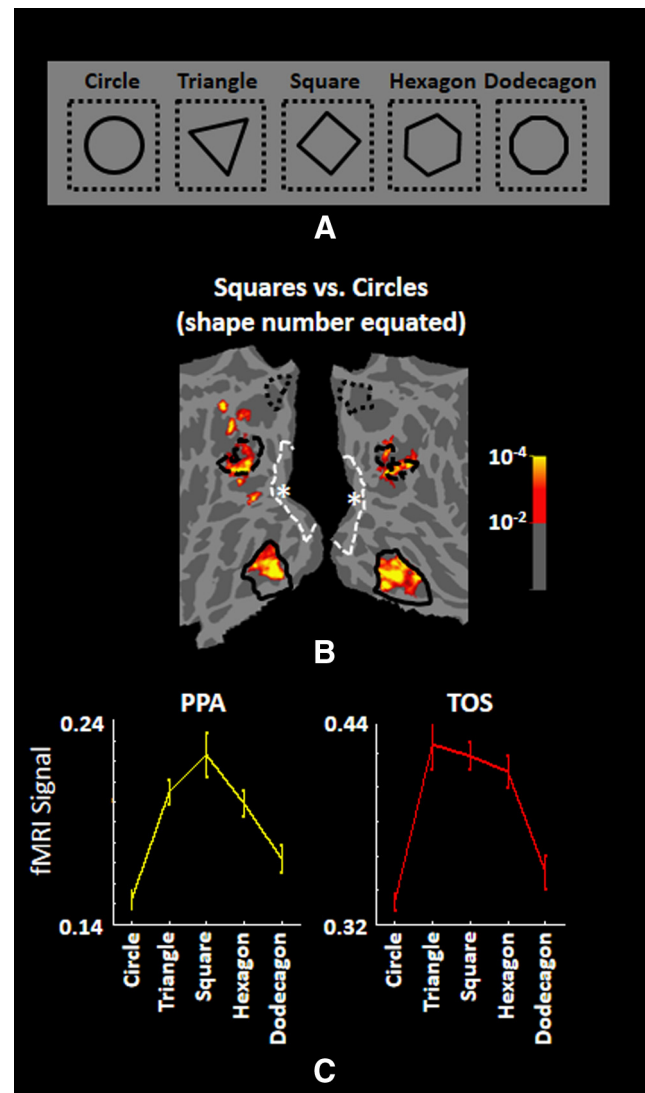 Circle Triangle Square Hexagon Dodecagon
A
Squares vs. Circles
(shape number equated)
*
*
10-4
10-2
B
PPA
TOS
0.24
0.44
fMRI Signal
0.14
0.32
Circle
Triangle
Square
Hexagon
Dodecagon
Circle
Triangle
Square
Hexagon
Dodecagon
C